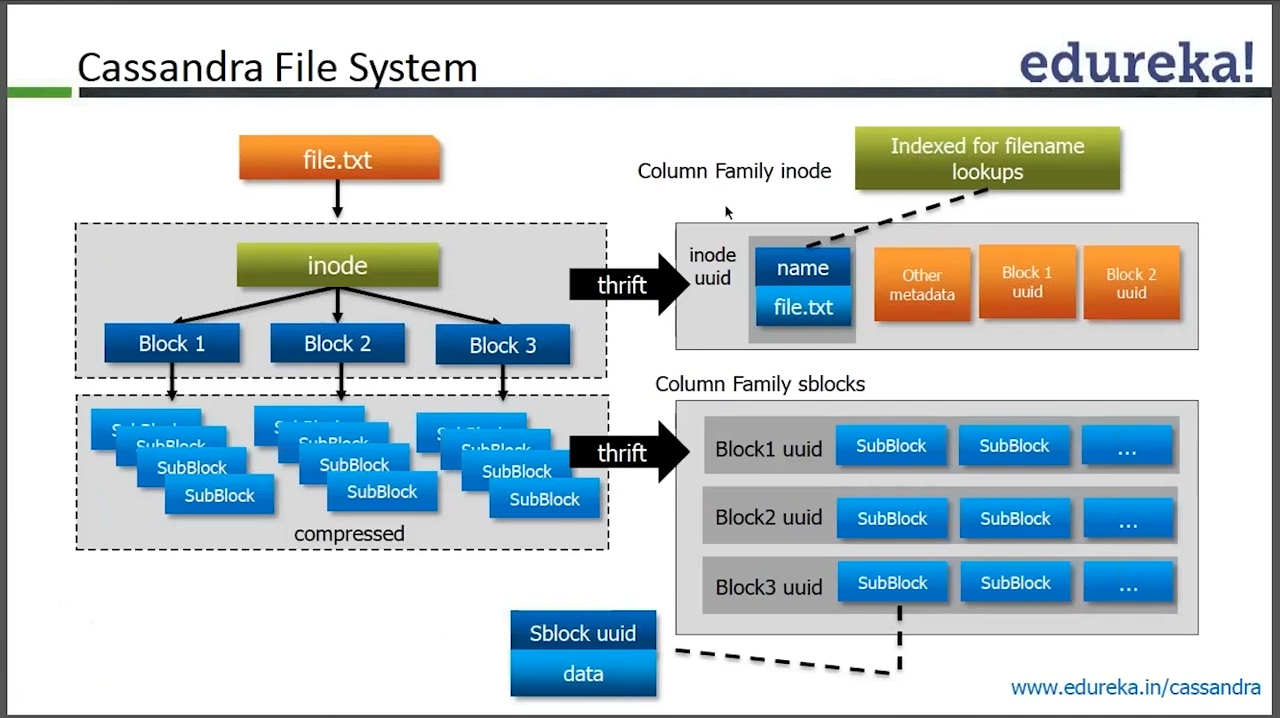 Cassandra File System
edureka!
file.txt
inode
Block 1
Block 2
Block 3
SubBlock
SubBlock
SubBlock
SubBlock
SubBlock
SubBlock
SubBlock
SubBlock
SubBlock
compressed
thrift
thrift
Column Family inode
Indexed for filename
lookups
inode
uuid
name
file.txt
Other
metadata
Block 1
uuid
Block 2
uuid
Column Family sblocks
Block1 uuid
SubBlock
SubBlock
...
Block2 uuid
SubBlock
SubBlock
...
Block3 uuid
SubBlock
SubBlock
...
Sblock uuid
data
www.edureka.in/cassandra